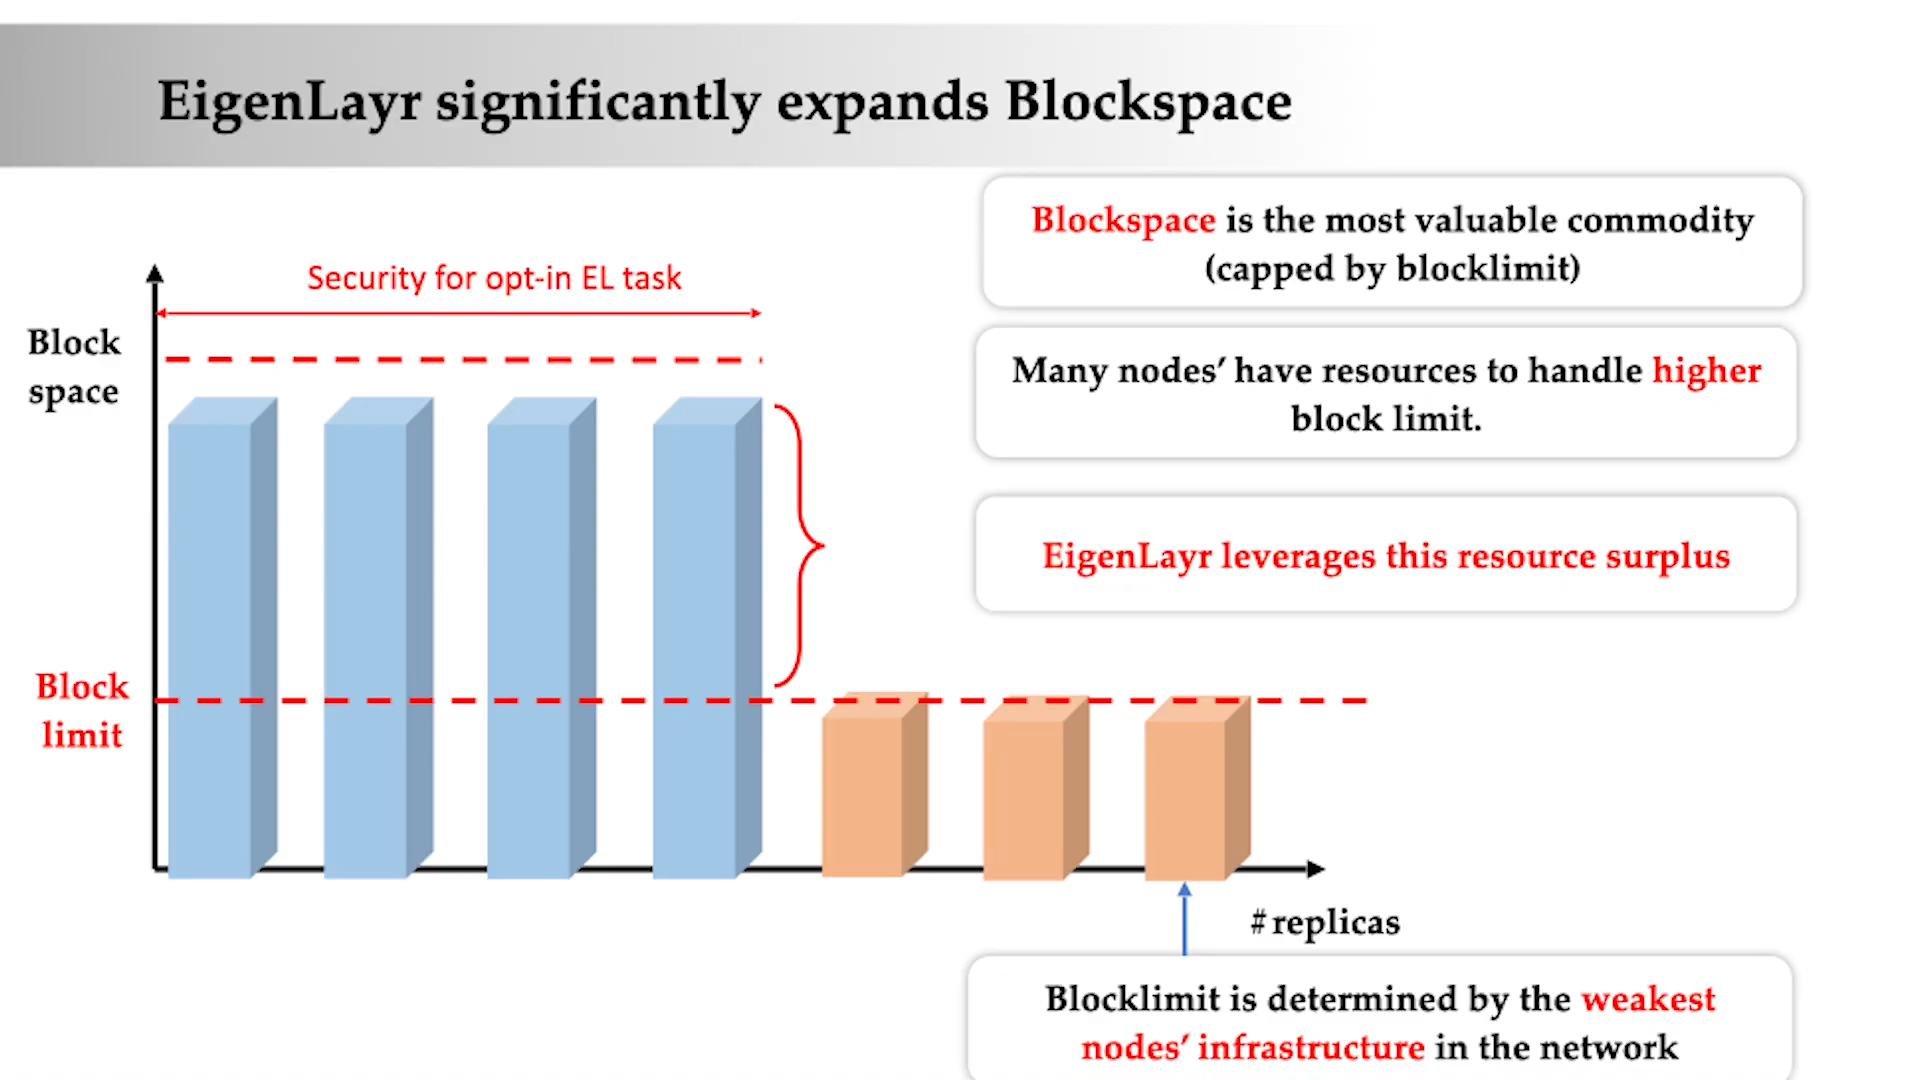 EigenLayr significantly expands Blockspace
Blockspace is the most valuable commodity
(capped by blocklimit)
Security for opt-in EL task
Block
space
Many nodes’ have resources to handle higher
block limit.
EigenLayr leverages this resource surplus
Block
limit
# replicas
Blocklimit is determined by the weakest
nodes’ infrastructure in the network